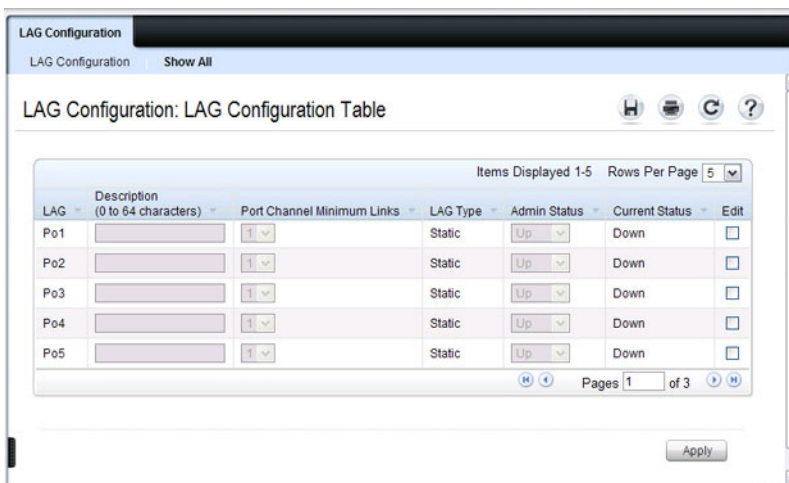 LAG Configuration
LAG Configuration Show All
LAG Configuration: LAG Configuration Table
Items Displayed 1-5 Rows Per Page 5
LAG Description (0 to 64 characters) Port Channel Minimum Links LAG Type Admin Status Current Status Edit
Po1 1 Static Up Down
Po2 1 Static Up Down
Po3 1 Static Up Down
Po4 1 Static Up Down
Po5 1 Static Up Down
Pages 1 of 3
Apply